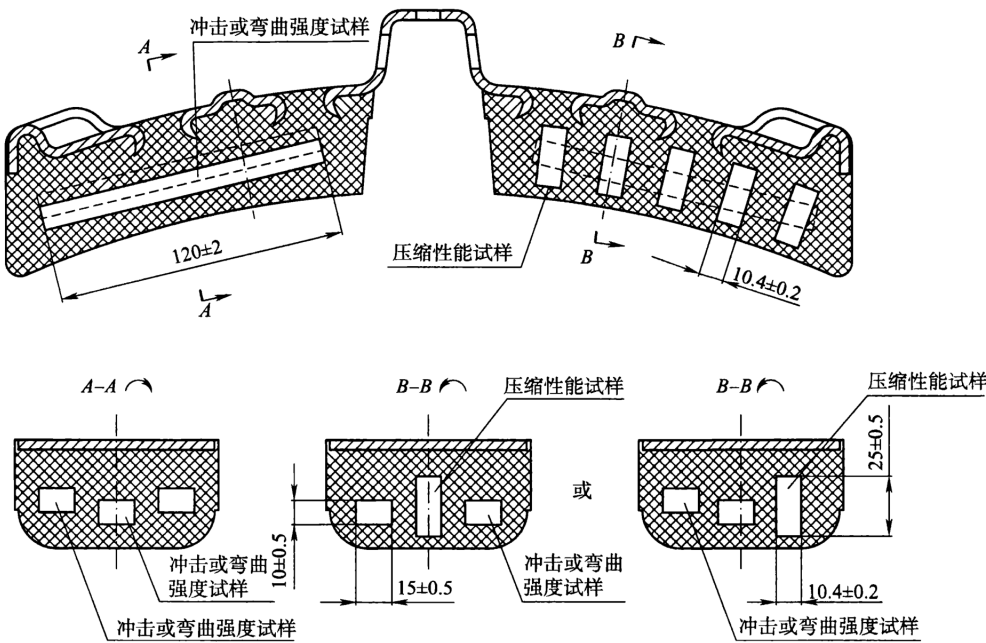 冲击或弯曲强度试样
A
B
120±2
压缩性能试样
B
10.4±0.2
A
A–A
B–B
压缩性能试样
B–B
压缩性能试样
25±0.5
或
10±0.5
冲击或弯曲
强度试样
15±0.5
冲击或弯曲
强度试样
10.4±0.2
冲击或弯曲强度试样
冲击或弯曲强度试样